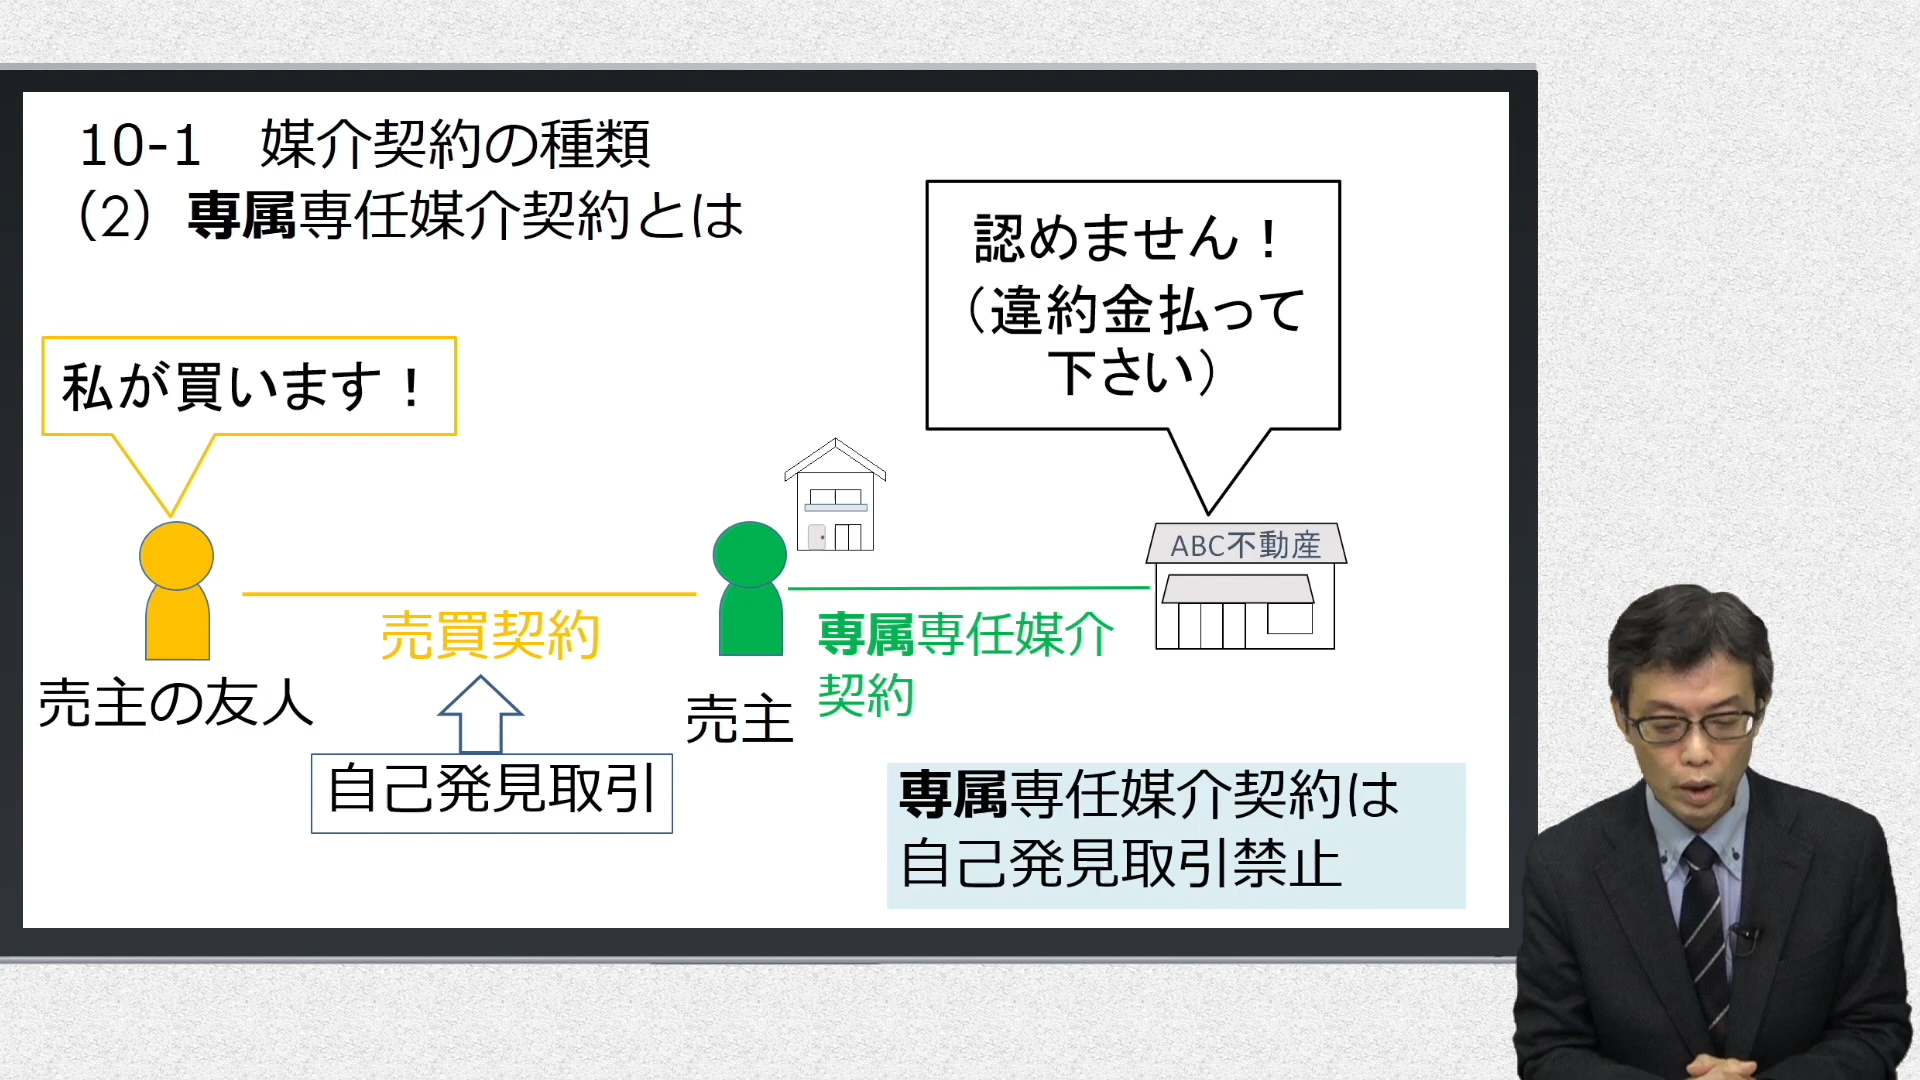 10-1　媒介契約の種類
（2）専属専任媒介契約とは
認めません！
（違約金払って
下さい）
私が買います！
ABC不動産
売買契約
専属専任媒介
契約
売主の友人
売主
自己発見取引
専属専任媒介契約は
自己発見取引禁止